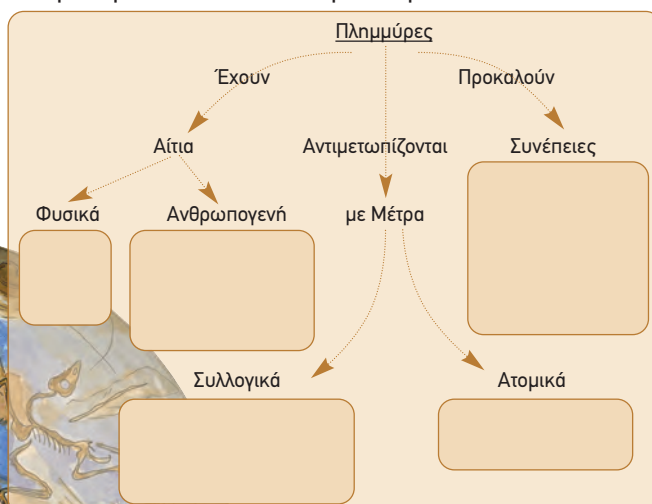 Πλημμύρες
Έχουν
Προκαλούν
Αίτια
Αντιμετωπίζονται
Συνέπειες
Φυσικά
Ανθρωπογενή
με Μέτρα
Συλλογικά
Ατομικά